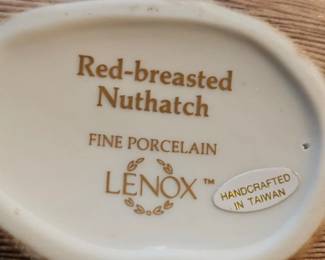 Red-breasted
Nuthatch
FINE PORCELAIN
LENOX™
HANDCRAFTED
IN TAIWAN